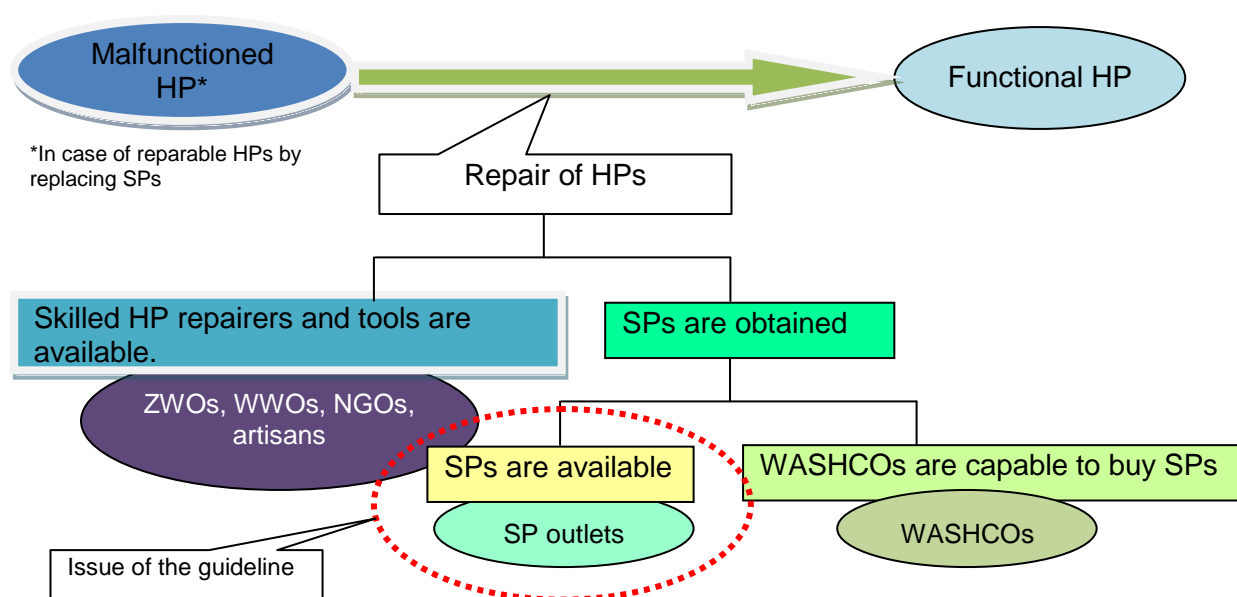 Malfunctioned
HP*
Functional HP
*In case of reparable HPs by
replacing SPs
Repair of HPs
Skilled HP repairers and tools are
available.
SPs are obtained
ZWOs, WWOs, NGOs,
artisans
SPs are available
WASHCOs are capable to buy SPs
SP outlets
WASHCOs
Issue of the guideline